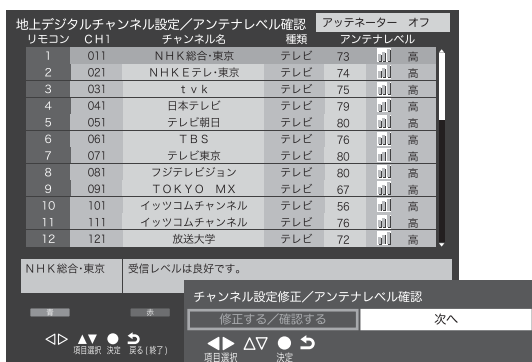 地上デジタルチャンネル設定／アンテナレベル確認 アッテネーター オフ
リモコン CH1 チャンネル名 種類 アンテナレベル
1 011 NHK総合・東京 テレビ 73 高
2 021 NHKEテレ・東京 テレビ 74 高
3 031 tvk テレビ 75 高
4 041 日本テレビ テレビ 79 高
5 051 テレビ朝日 テレビ 80 高
6 061 TBS テレビ 76 高
7 071 テレビ東京 テレビ 80 高
8 081 フジテレビジョン テレビ 80 高
9 091 TOKYO MX テレビ 67 高
10 101 イッツコムチャンネル テレビ 56 高
11 111 イッツコムチャンネル テレビ 76 高
12 121 放送大学 テレビ 72 高
NHK総合・東京 受信レベルは良好です。
青 赤
項目選択 決定 戻る(終了)
チャンネル設定修正／アンテナレベル確認
修正する／確認する 次へ
項目選択 決定